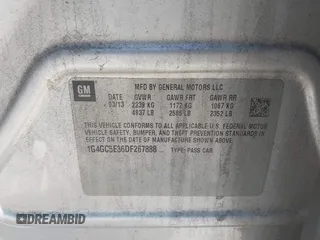 GM
MFD BY GENERAL MOTORS LLC
DATE GVWR GAWR FRT GAWR RR
03/13 2239 KG 1172 KG 1067 KG
4937 LB 2585 LB 2352 LB
THIS VEHICLE CONFORMS TO ALL APPLICABLE U.S. FEDERAL MOTOR
VEHICLE SAFETY, BUMPER, AND THEFT PREVENTION STANDARDS IN
EFFECT ON THE DATE OF MANUFACTURE SHOWN ABOVE.
1G4GC5E36DF267888 TYPE: PASS CAR
DREAMBID